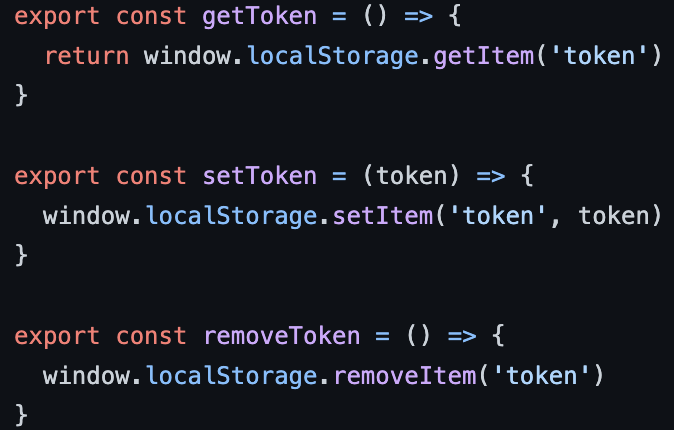 export const getToken = () => {
  return window.localStorage.getItem('token')
}

export const setToken = (token) => {
  window.localStorage.setItem('token', token)
}

export const removeToken = () => {
  window.localStorage.removeItem('token')
}